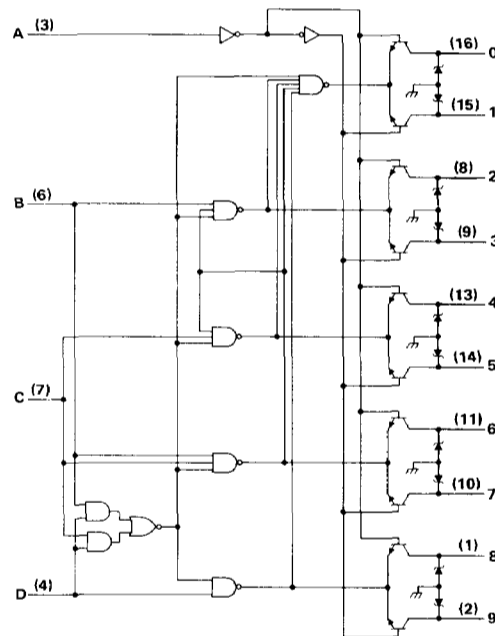 A (3)
(16) 0
(15) 1
(8) 2
B (6)
(9) 3
(13) 4
(14) 5
C (7)
(11) 6
(10) 7
(1) 8
D (4)
(2) 9